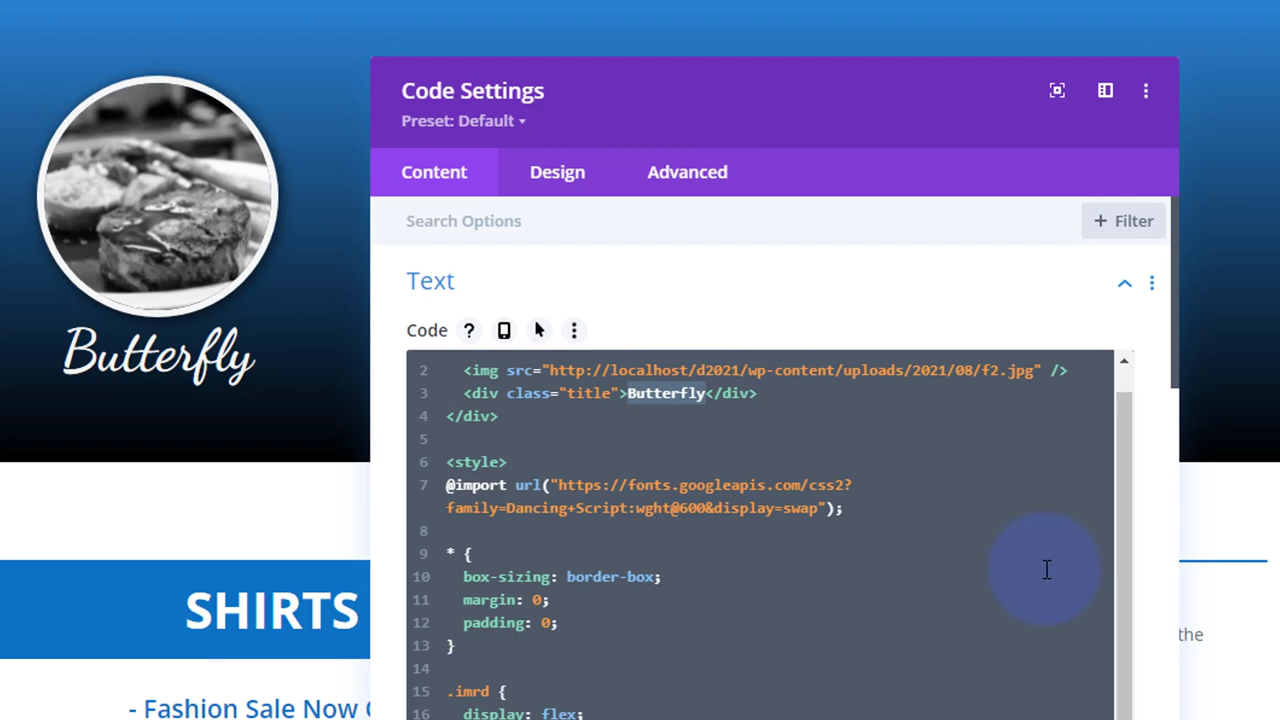 Code Settings
Preset: Default
Content Design Advanced
Search Options
+ Filter
Text
Code ?
Butterfly
2 <img src="http://localhost/d2021/wp-content/uploads/2021/08/f2.jpg" />
3 <div class="title">Butterfly</div>
4 </div>
5
6 <style>
7 @import url("https://fonts.googleapis.com/css2?
family=Dancing+Script:wght@600&display=swap");
8
9 * {
10 box-sizing: border-box;
11 margin: 0;
12 padding: 0;
13 }
14
15 .imrd {
16 display: flex;
SHIRTS
the
- Fashion Sale Now